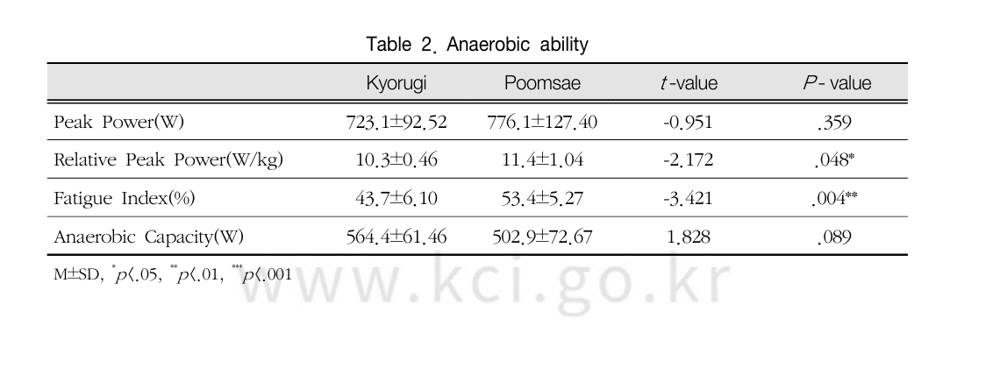 Table 2. Anaerobic ability
Kyorugi Poomsae t-value P- value
Peak Power(W) 723.1±92.52 776.1±127.40 -0.951 .359
Relative Peak Power(W/kg) 10.3±0.46 11.4±1.04 -2.172 .048*
Fatigue Index(%) 43.7±6.10 53.4±5.27 -3.421 .004**
Anaerobic Capacity(W) 564.4±61.46 502.9±72.67 1.828 .089
M±SD, *p<.05, **p<.01, ***p<.001
www.kci.go.kr